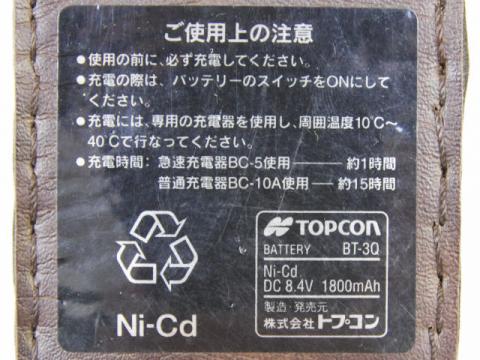 ご使用上の注意
●使用の前に、必ず充電してください。
●充電の際は、バッテリーのスイッチをONにして
ください。
●充電には、専用の充電器を使用し、周囲温度10℃～
40℃で行なってください。
●充電時間：急速充電器BC-5使用───約1時間
普通充電器BC-10A使用──約15時間
TOPCON
BATTERY BT-3Q
Ni-Cd
DC 8.4V 1800mAh
製造・発売元
株式会社トプコン
Ni-Cd